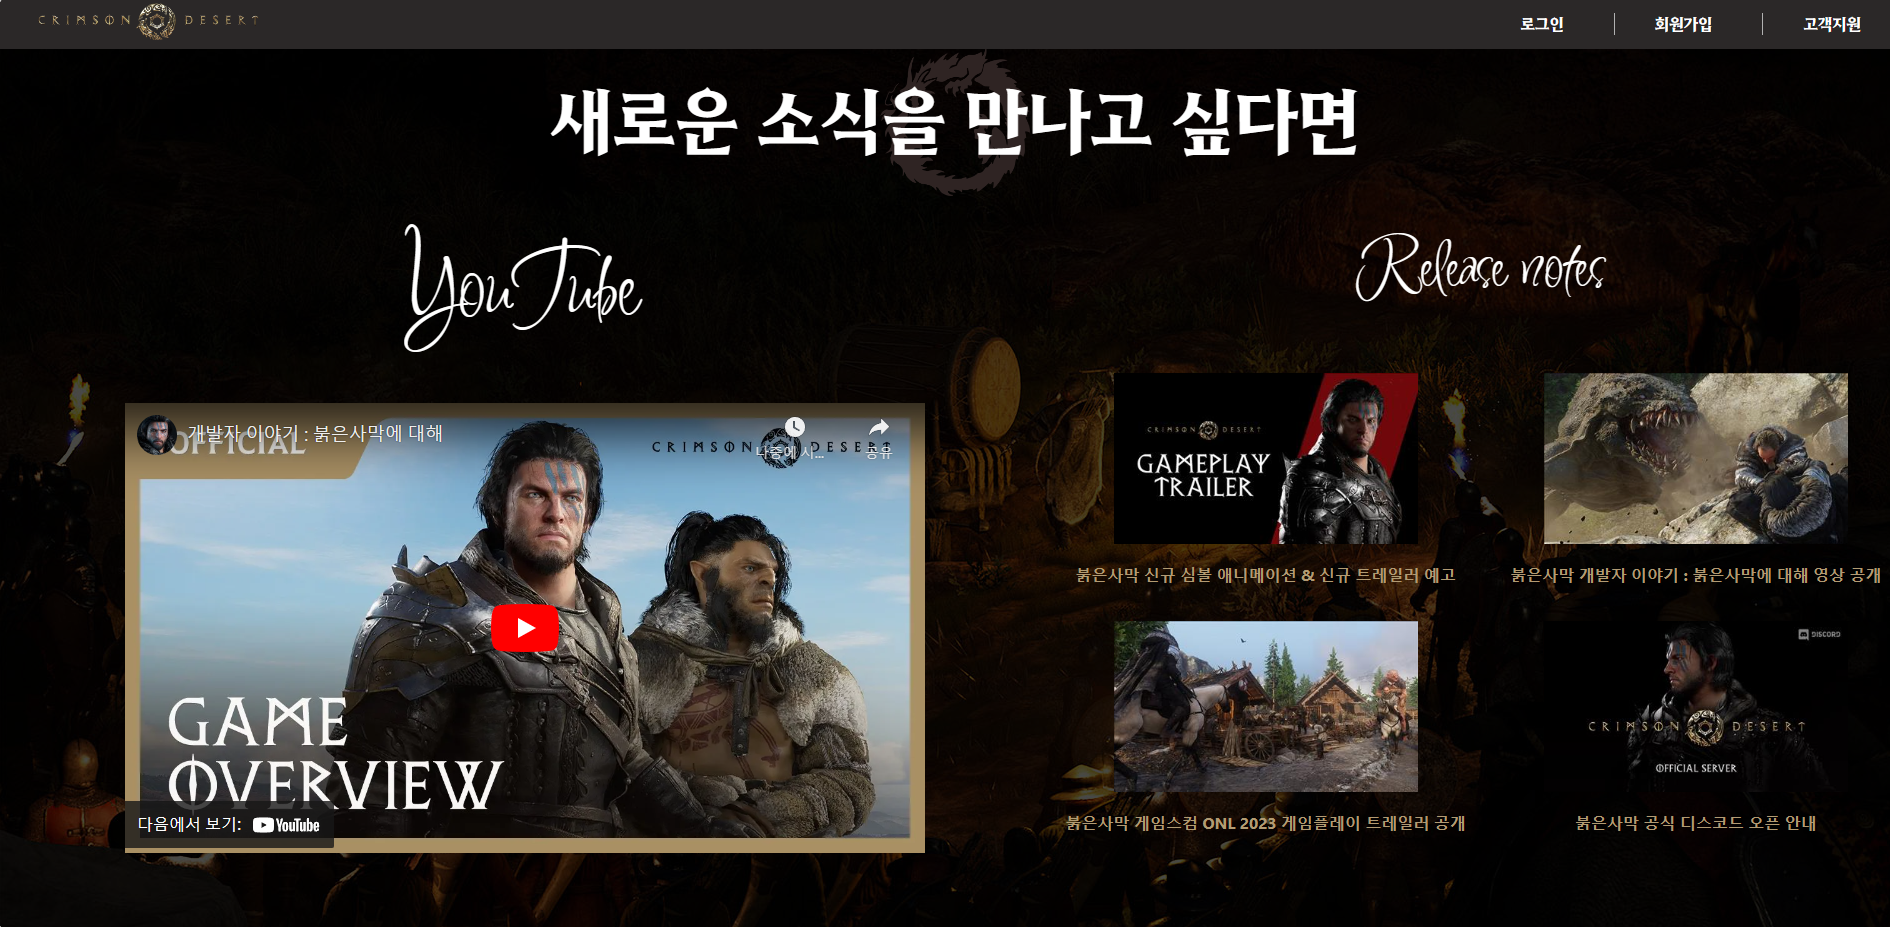 CRIMSON DESERT
로그인
회원가입
고객지원
새로운 소식을 만나고 싶다면
YouTube
Release notes
개발자 이야기 : 붉은사막에 대해
OFFICIAL
나중에 시...
공유
CRIMSON DESERT
GAME
OVERVIEW
다음에서 보기: YouTube
CRIMSON DESERT
GAMEPLAY
TRAILER
붉은사막 신규 심볼 애니메이션 & 신규 트레일러 예고
붉은사막 개발자 이야기 : 붉은사막에 대해 영상 공개
붉은사막 게임스컴 ONL 2023 게임플레이 트레일러 공개
DISCORD
CRIMSON DESERT
OFFICIAL SERVER
붉은사막 공식 디스코드 오픈 안내